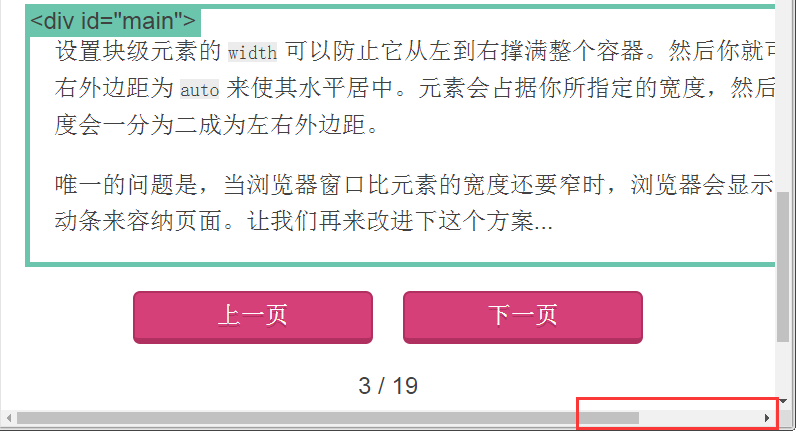 <div id="main">
设置块级元素的 width 可以防止它从左到右撑满整个容器。然后你就可
右外边距为 auto 来使其水平居中。元素会占据你所指定的宽度，然后
度会一分为二成为左右外边距。
唯一的问题是，当浏览器窗口比元素的宽度还要窄时，浏览器会显示
动条来容纳页面。让我们再来改进下这个方案...
上一页 下一页
3 / 19